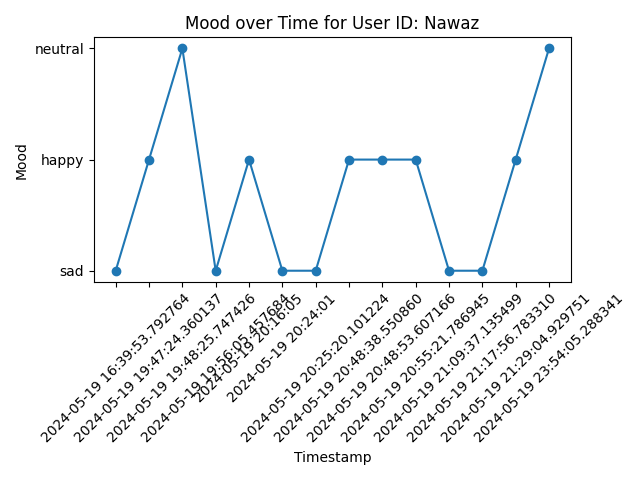 Mood over Time for User ID: Nawaz
neutral
happy
sad
Mood
2024-05-19 16:39:53.792764
2024-05-19 19:47:24.360137
2024-05-19 19:48:25.747426
2024-05-19 19:56:05.457684
2024-05-19 20:16:05
2024-05-19 20:24:01
2024-05-19 20:25:20.101224
2024-05-19 20:48:38.550860
2024-05-19 20:48:53.607166
2024-05-19 20:55:21.786945
2024-05-19 21:09:37.135499
2024-05-19 21:17:56.783310
2024-05-19 21:29:04.929751
2024-05-19 23:54:05.288341
Timestamp